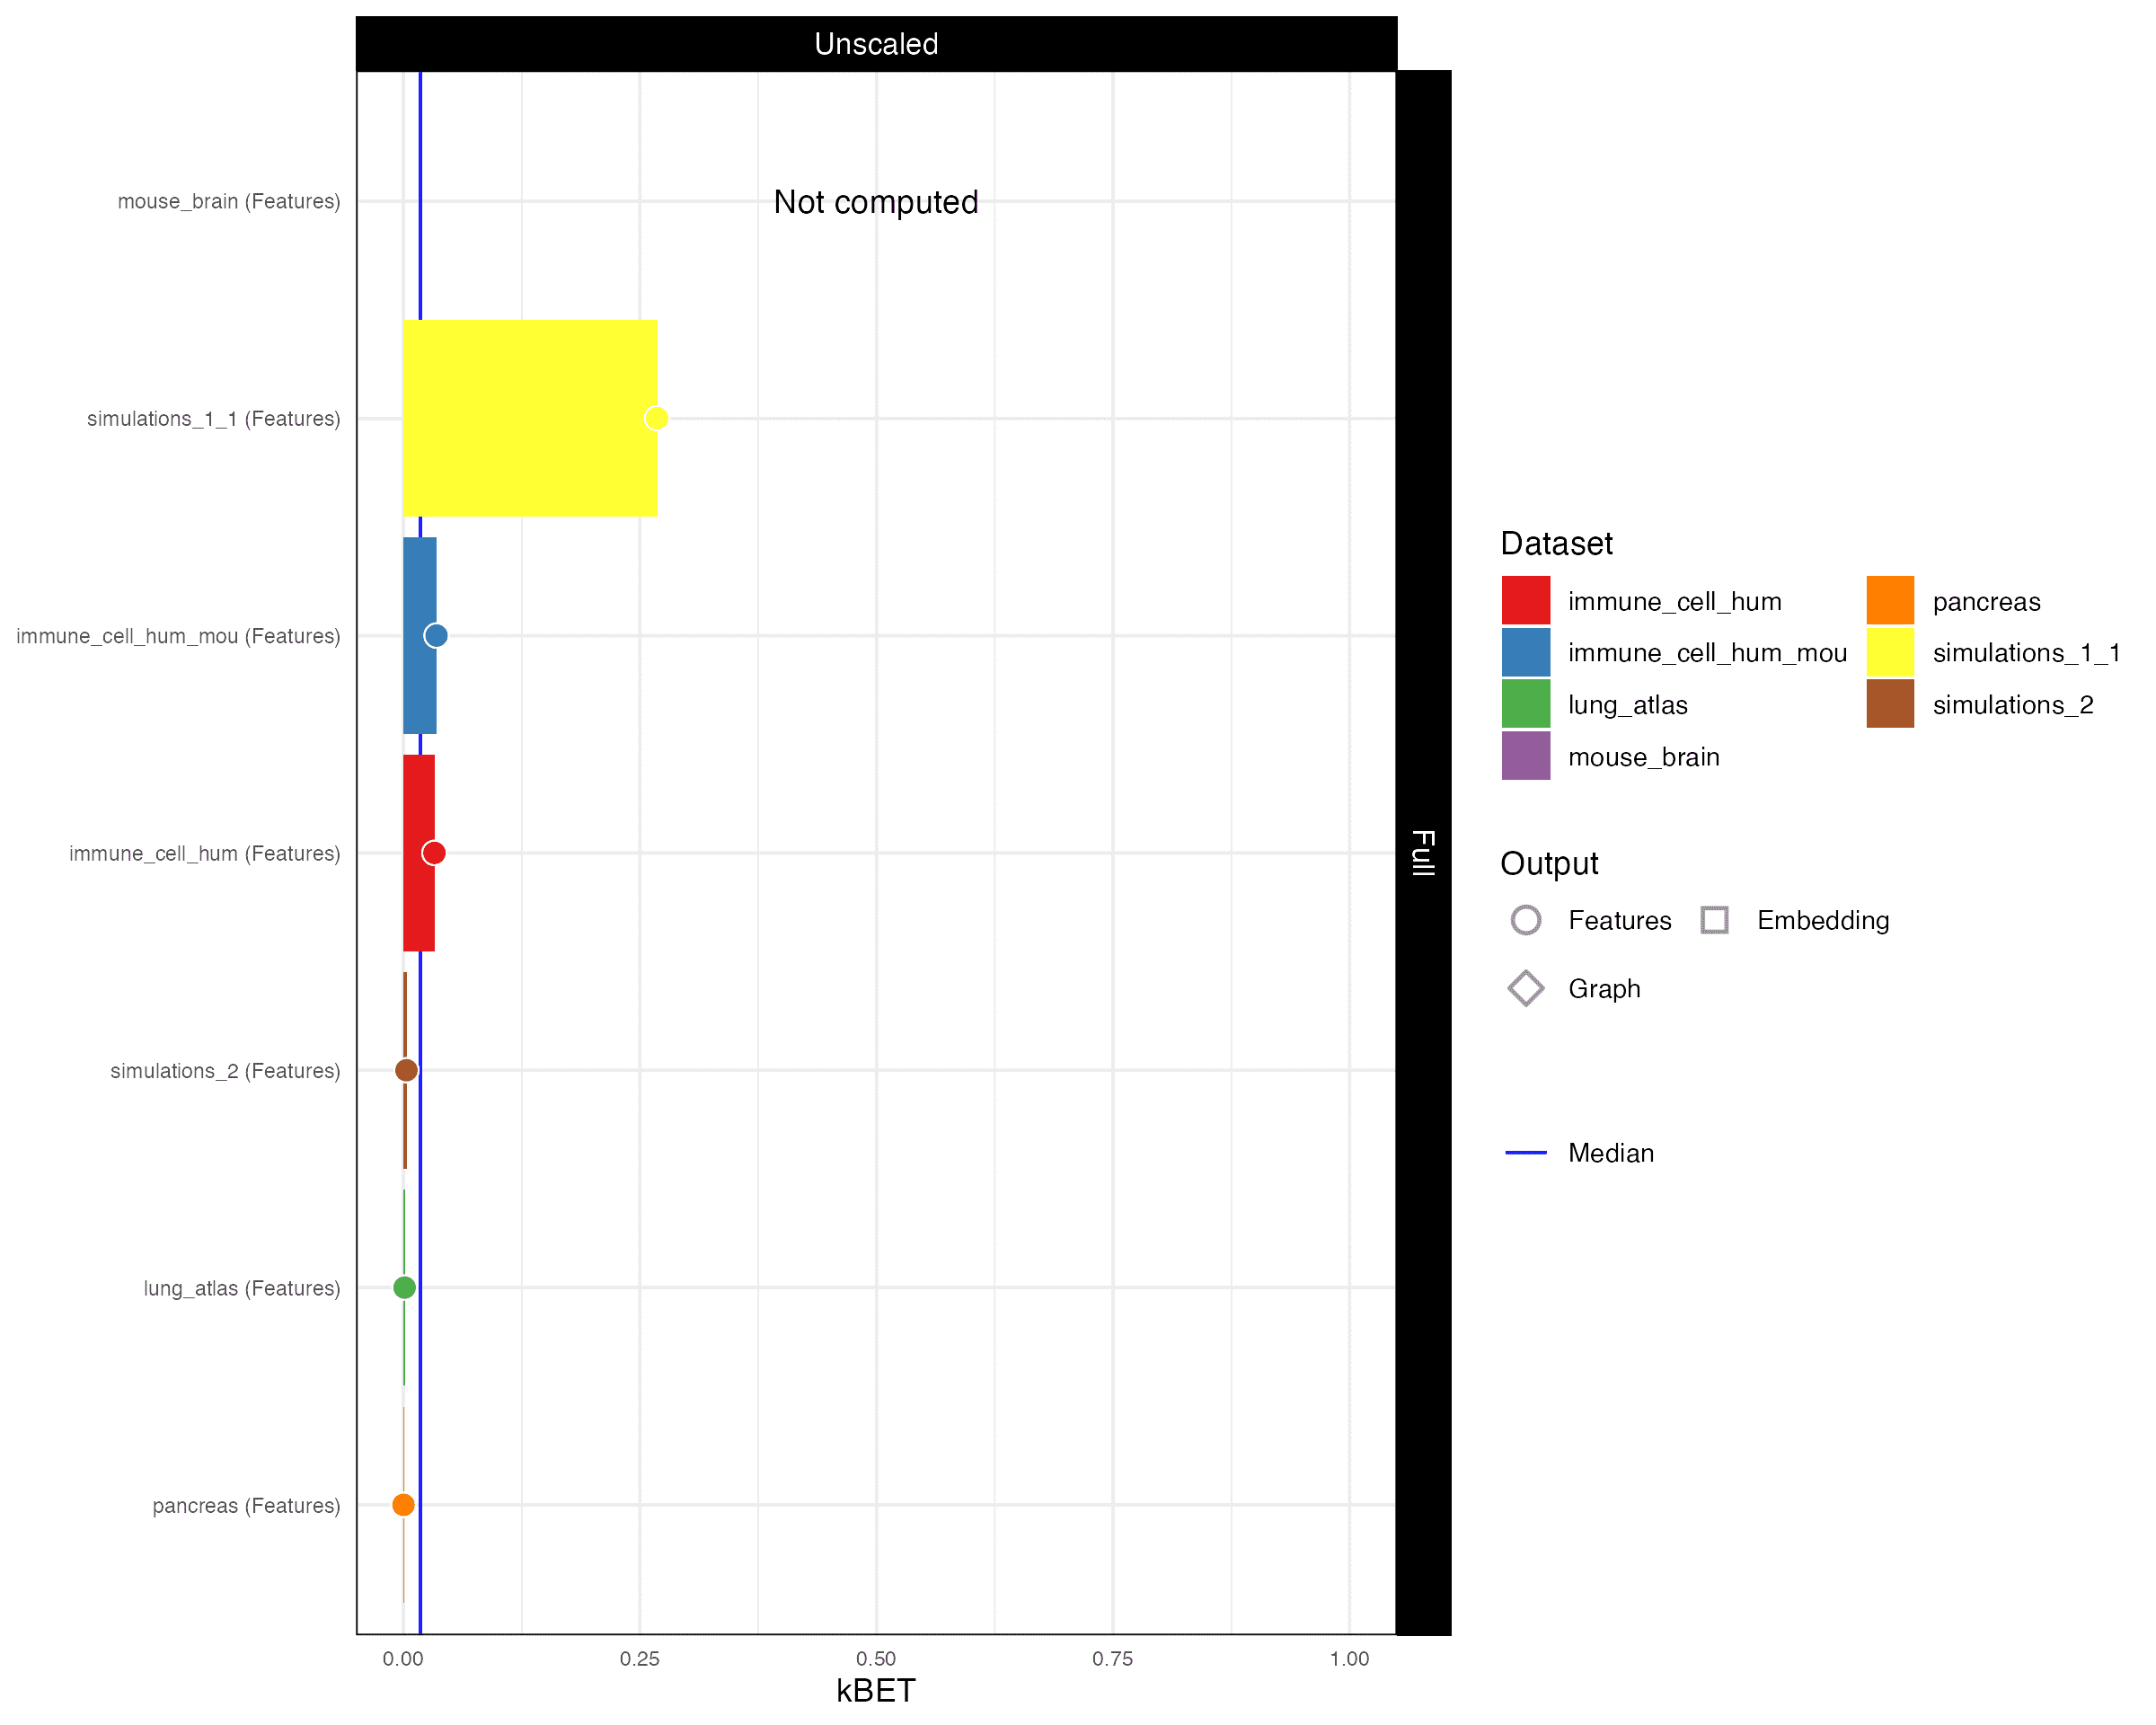 Unscaled
Full
mouse_brain (Features)
Not computed
simulations_1_1 (Features)
immune_cell_hum_mou (Features)
immune_cell_hum (Features)
simulations_2 (Features)
lung_atlas (Features)
pancreas (Features)
0.00 0.25 0.50 0.75 1.00
kBET
Dataset
immune_cell_hum pancreas
immune_cell_hum_mou simulations_1_1
lung_atlas simulations_2
mouse_brain
Output
Features Embedding
Graph
Median